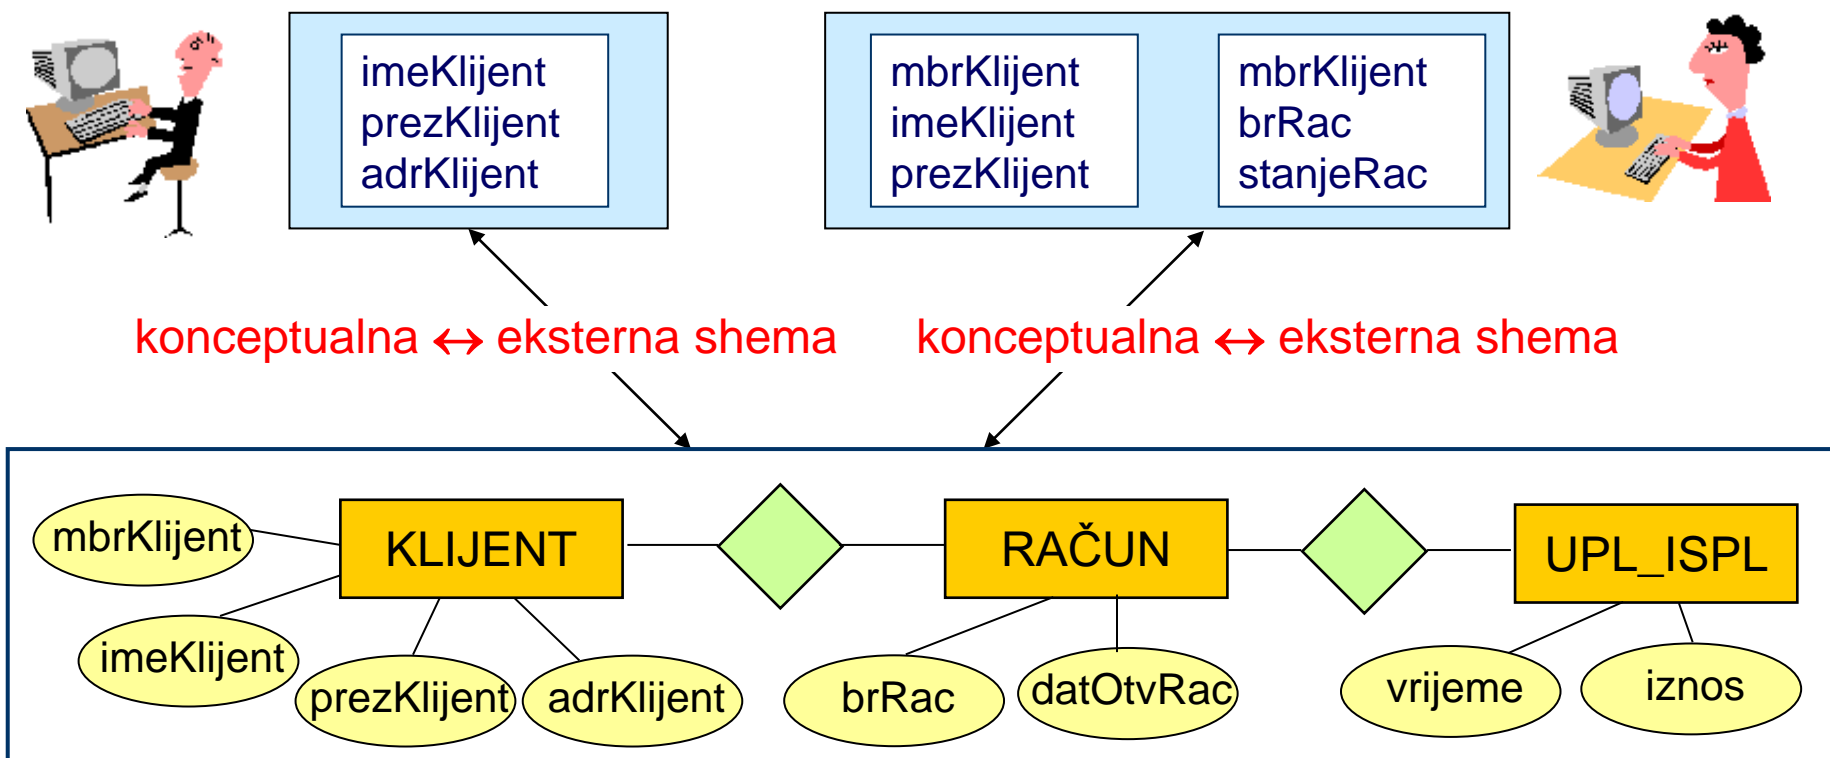 imeKlijent
prezKlijent
adrKlijent
mbrKlijent
imeKlijent
prezKlijent
mbrKlijent
brRac
stanjeRac
konceptualna ↔ eksterna shema
konceptualna ↔ eksterna shema
mbrKlijent
KLIJENT
RAČUN
UPL_ISPL
imeKlijent
prezKlijent
adrKlijent
brRac
datOtvRac
vrijeme
iznos